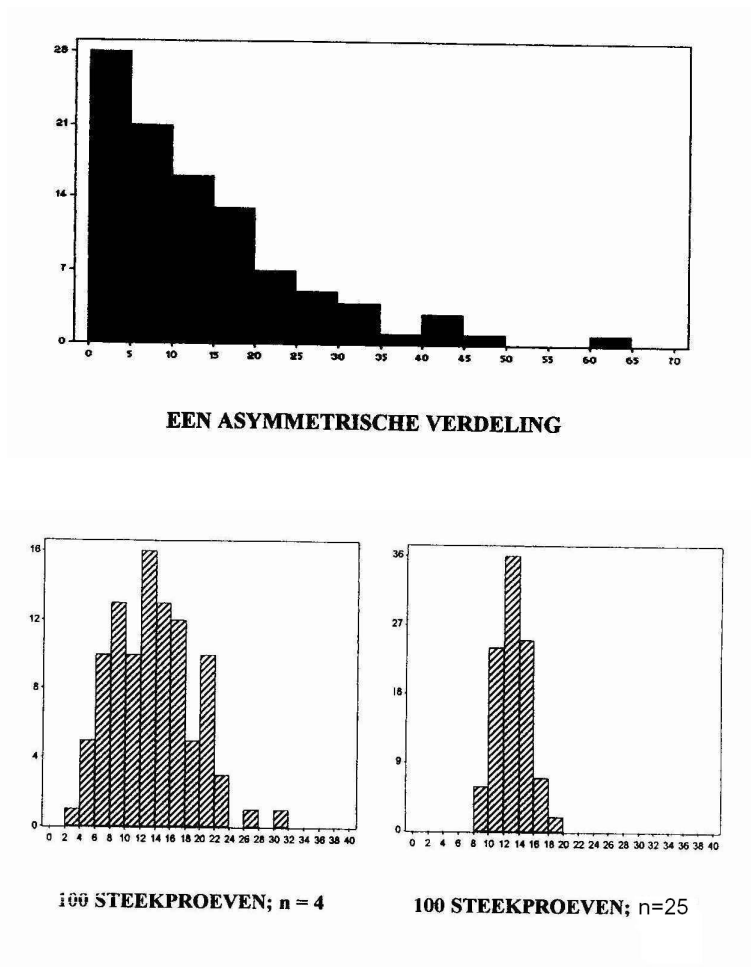 28
21
14
7
0
0 5 10 15 20 25 30 35 40 45 50 55 60 65 70
EEN ASYMMETRISCHE VERDELING
16
12
8
4
0
0 2 4 6 8 10 12 14 16 18 20 22 24 26 28 30 32 34 36 38 40
100 STEEKPROEVEN; n = 4
36
27
18
9
0
0 2 4 6 8 10 12 14 16 18 20 22 24 26 28 30 32 34 36 38 40
100 STEEKPROEVEN; n=25